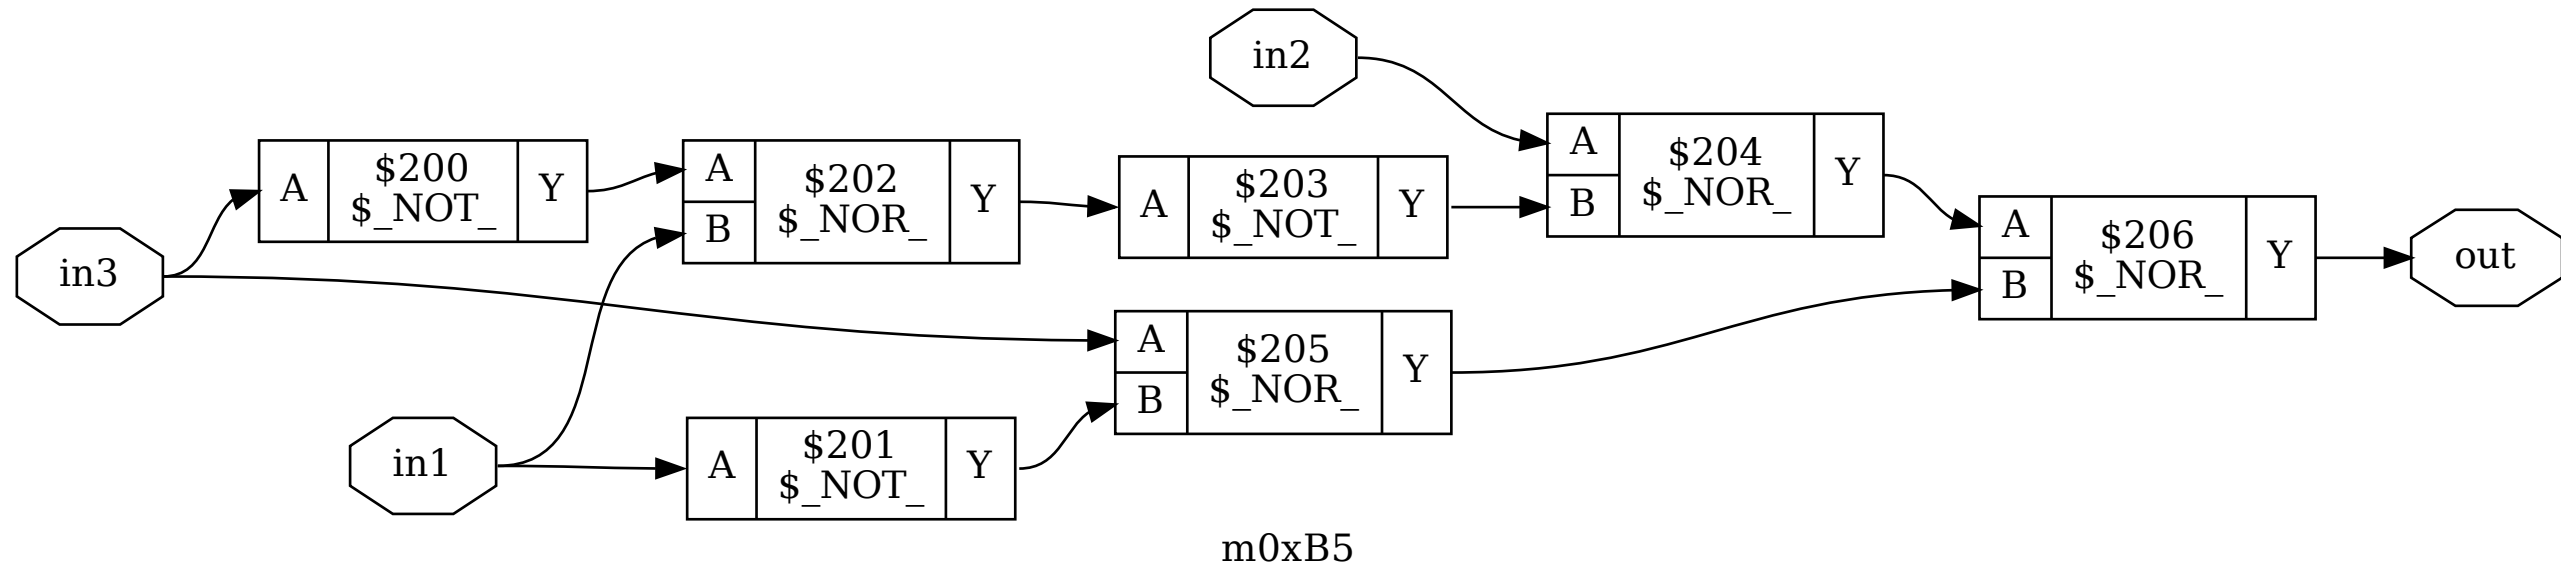 in2
A
$200
$_NOT_
Y
A
B
$202
$_NOR_
Y
A
$203
$_NOT_
Y
A
B
$204
$_NOR_
Y
in3
A
B
$206
$_NOR_
Y
out
A
B
$205
$_NOR_
Y
in1
A
$201
$_NOT_
Y
m0xB5